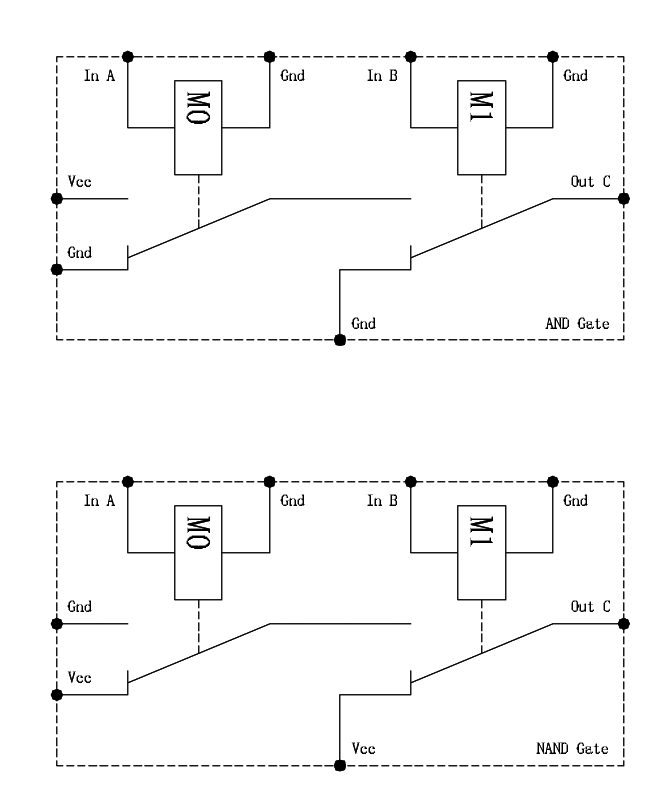 In A Gnd In B Gnd
M0 M1
Vcc Out C
Gnd
Gnd AND Gate
In A Gnd In B Gnd
M0 M1
Gnd Out C
Vcc
Vcc NAND Gate